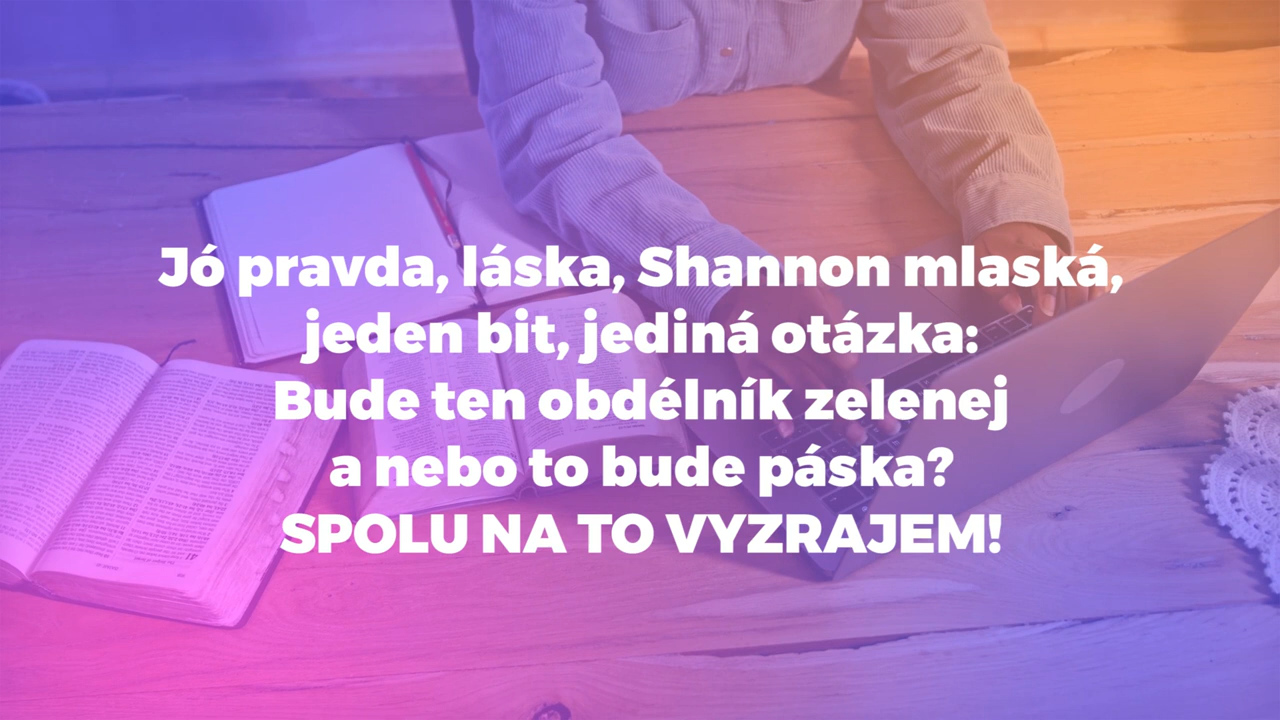 Jó pravda, láska, Shannon mlaská,
jeden bit, jediná otázka:
Bude ten obdélník zelenej
a nebo to bude páska?
SPOLU NA TO VYZRAJEM!